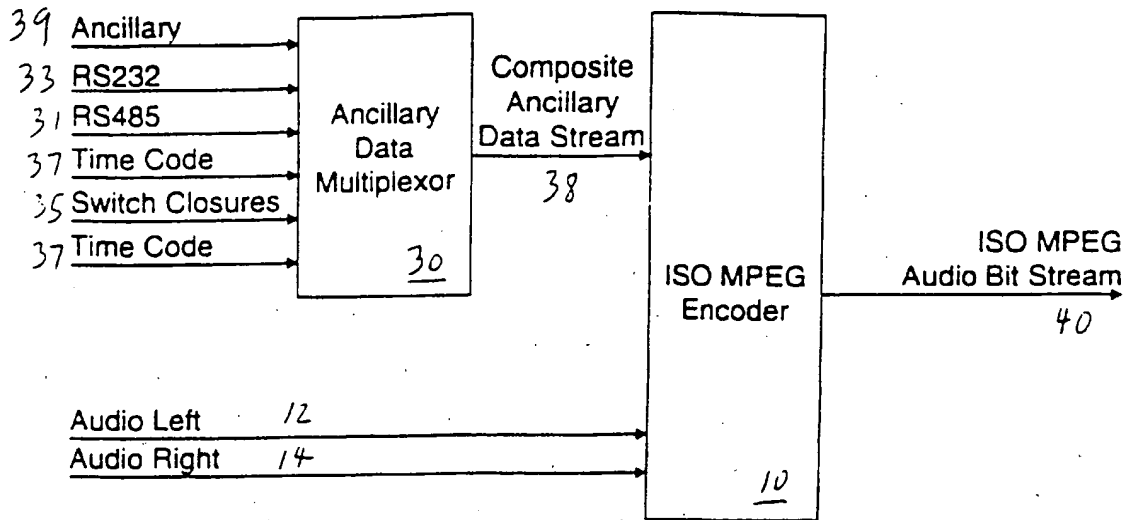 39 Ancillary
33 RS232
31 RS485
37 Time Code
35 Switch Closures
37 Time Code
Ancillary
Data
Multiplexor
30
Composite
Ancillary
Data Stream
38
ISO MPEG
Encoder
10
ISO MPEG
Audio Bit Stream
40
Audio Left 12
Audio Right 14